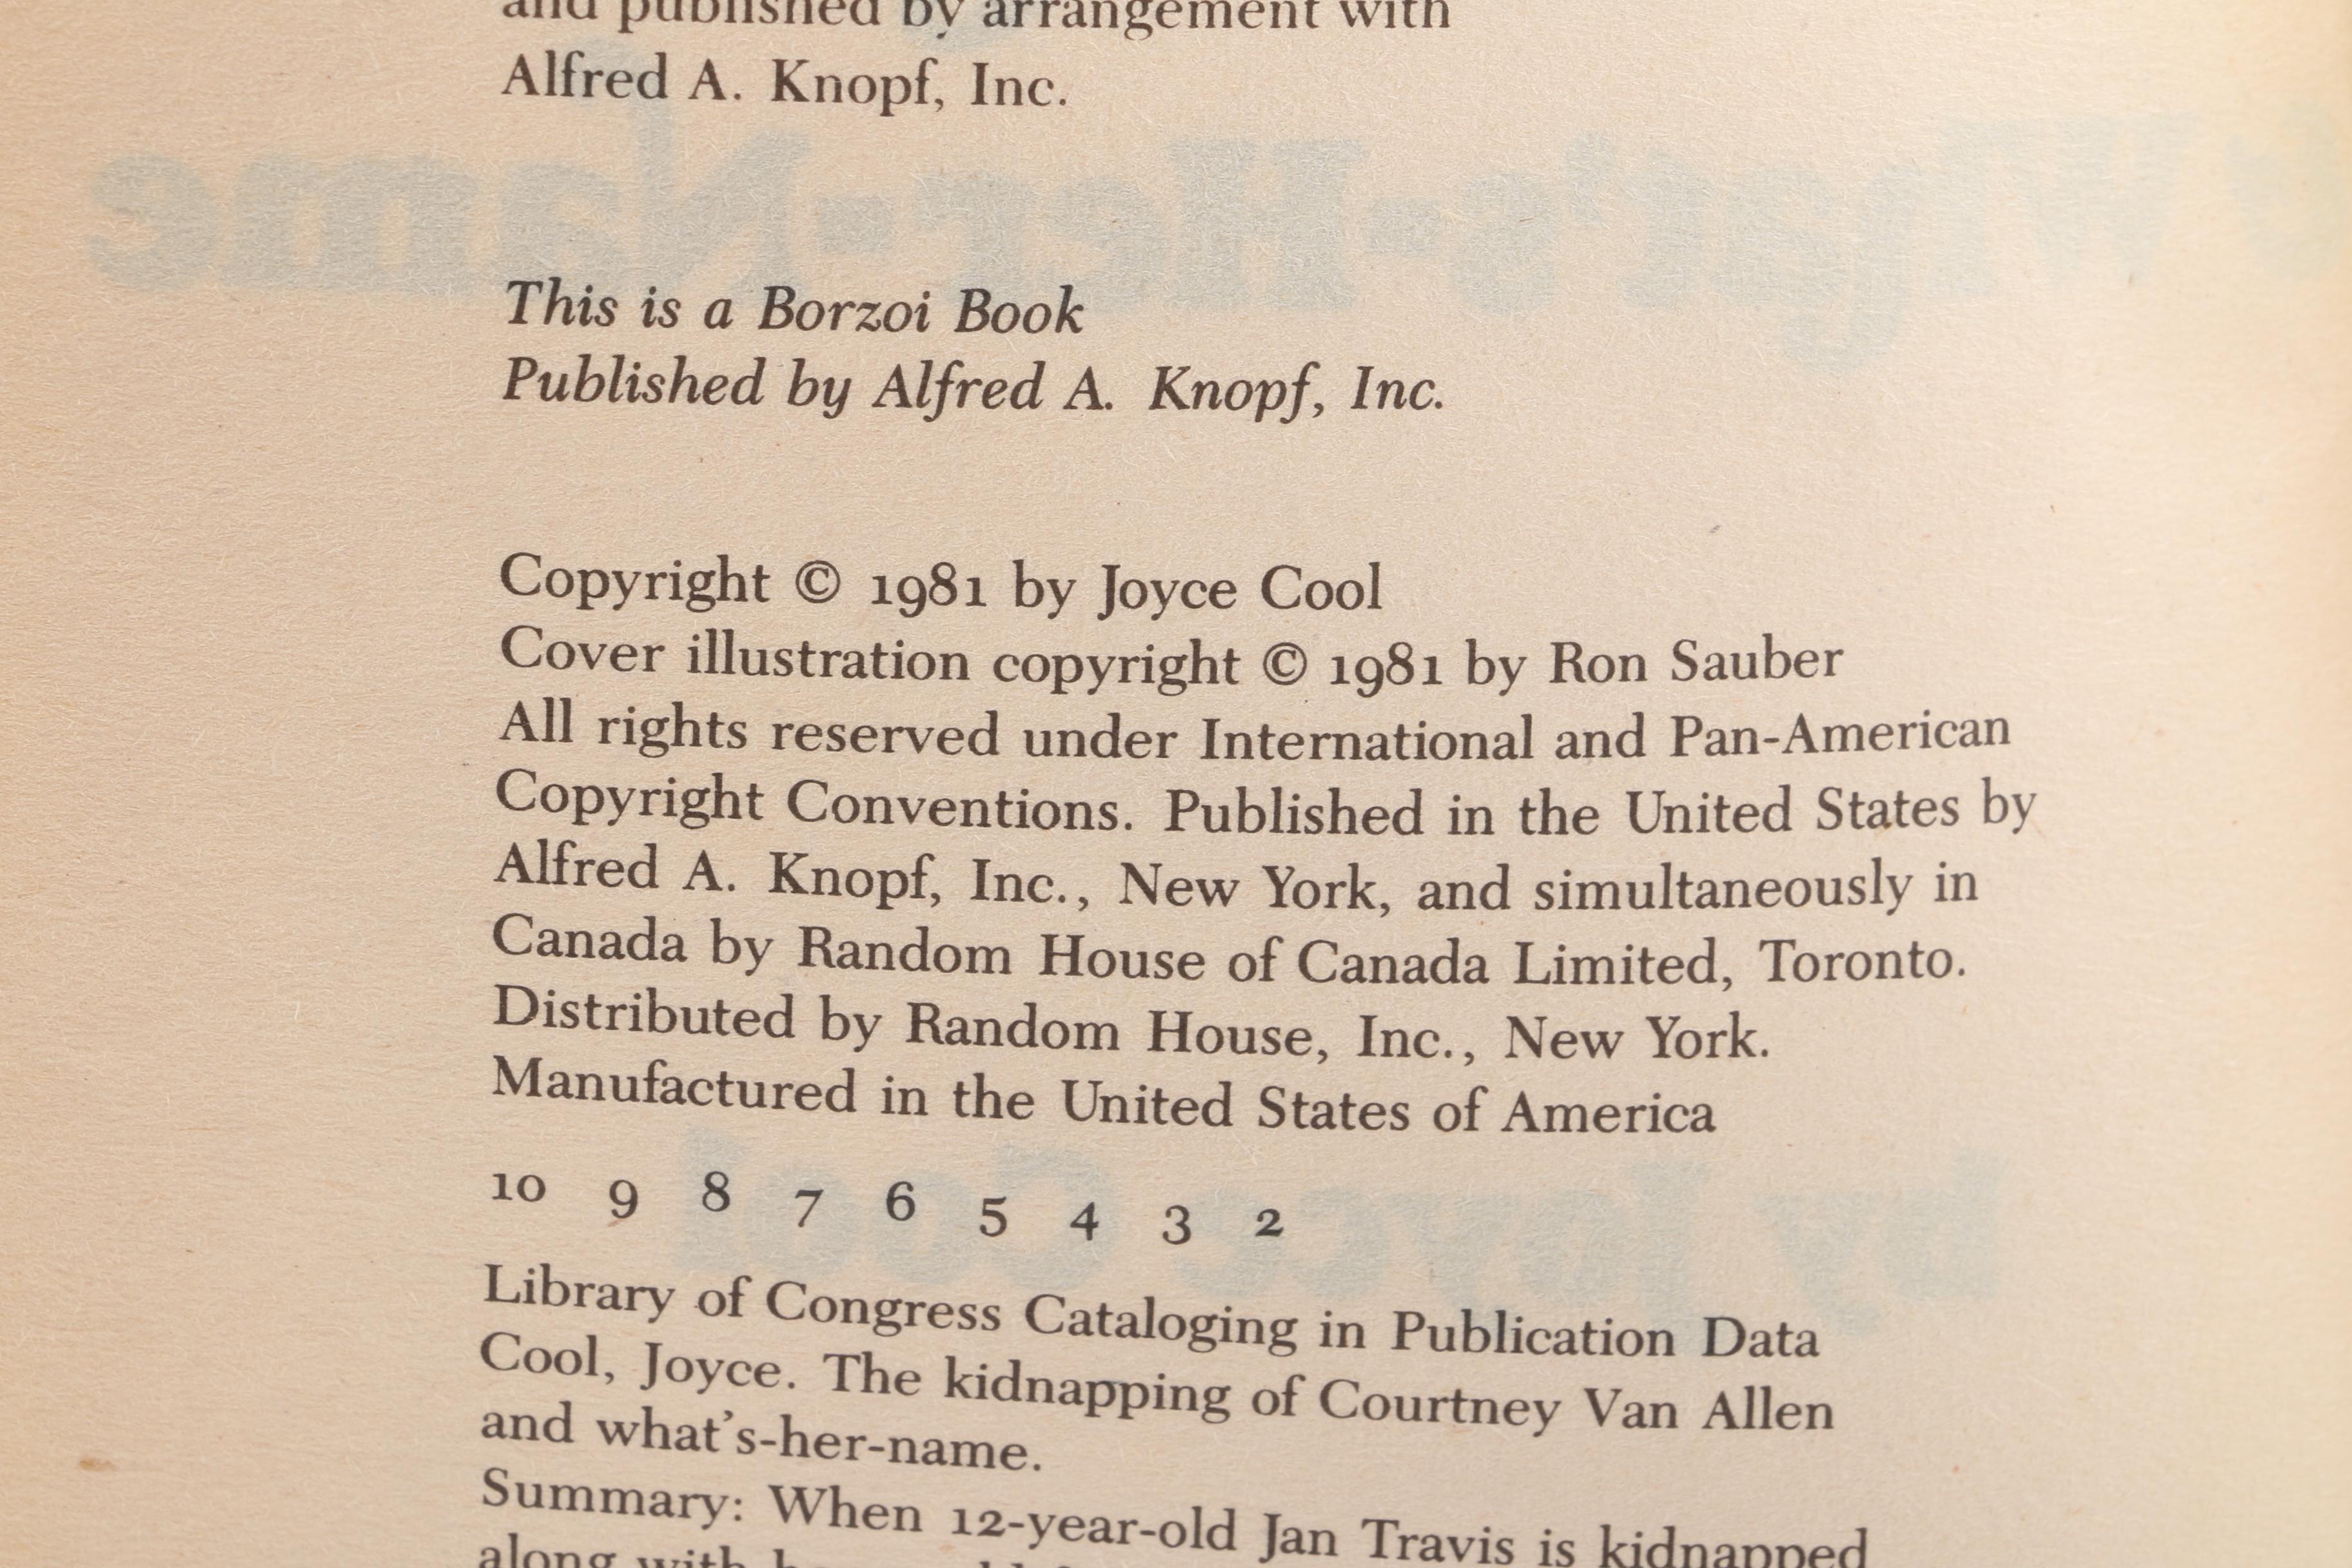 and published by arrangement with
Alfred A. Knopf, Inc.
This is a Borzoi Book
Published by Alfred A. Knopf, Inc.
Copyright © 1981 by Joyce Cool
Cover illustration copyright © 1981 by Ron Sauber
All rights reserved under International and Pan-American
Copyright Conventions. Published in the United States by
Alfred A. Knopf, Inc., New York, and simultaneously in
Canada by Random House of Canada Limited, Toronto.
Distributed by Random House, Inc., New York.
Manufactured in the United States of America
10 9 8 7 6 5 4 3 2
Library of Congress Cataloging in Publication Data
Cool, Joyce. The kidnapping of Courtney Van Allen
and what's-her-name.
Summary: When 12-year-old Jan Travis is kidnapped
along with